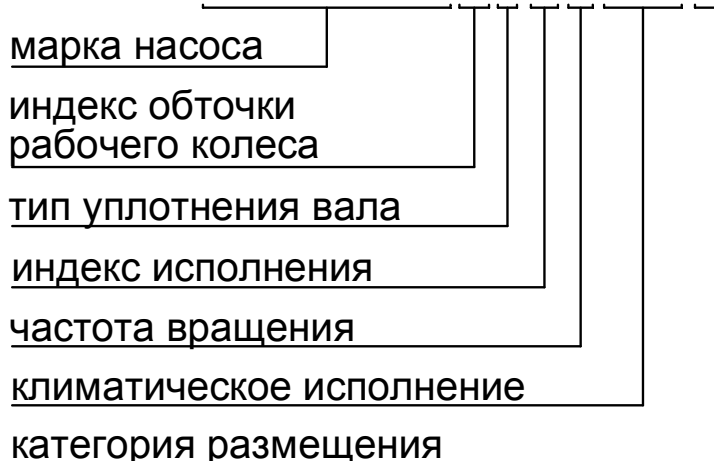 марка насоса
индекс обточки
рабочего колеса
тип уплотнения вала
индекс исполнения
частота вращения
климатическое исполнение
категория размещения